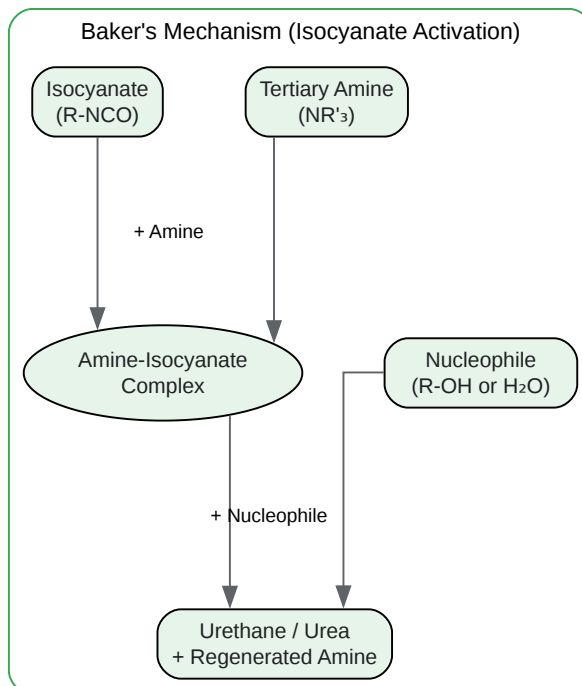 Baker's Mechanism (Isocyanate Activation)
Isocyanate
(R-NCO)
Tertiary Amine
(NR'₃)
+ Amine
Amine-Isocyanate
Complex
Nucleophile
(R-OH or H₂O)
+ Nucleophile
Urethane / Urea
+ Regenerated Amine